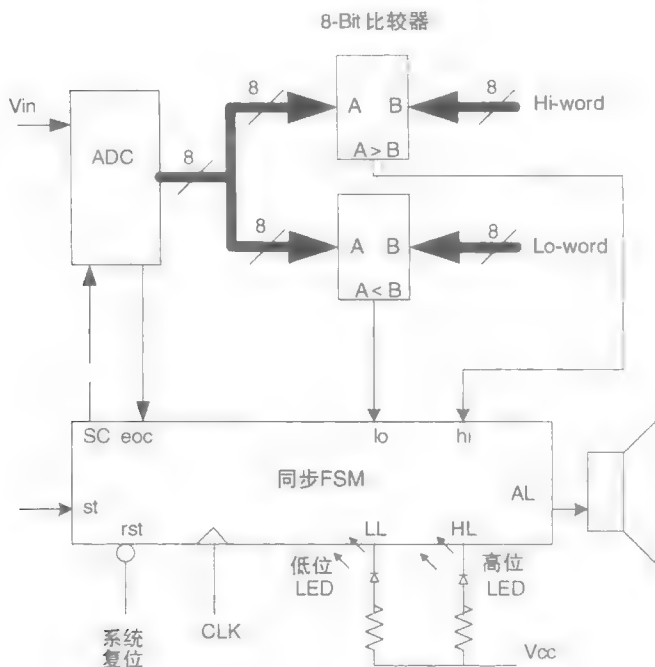 8-Bit 比较器
Vin
ADC
8
8
A B
A > B
8
Hi-word
8
A B
A < B
8
Lo-word
SC eoc
lo
hi
同步FSM
st
AL
rst
LL
HL
低位
LED
高位
LED
系统
复位
CLK
Vcc